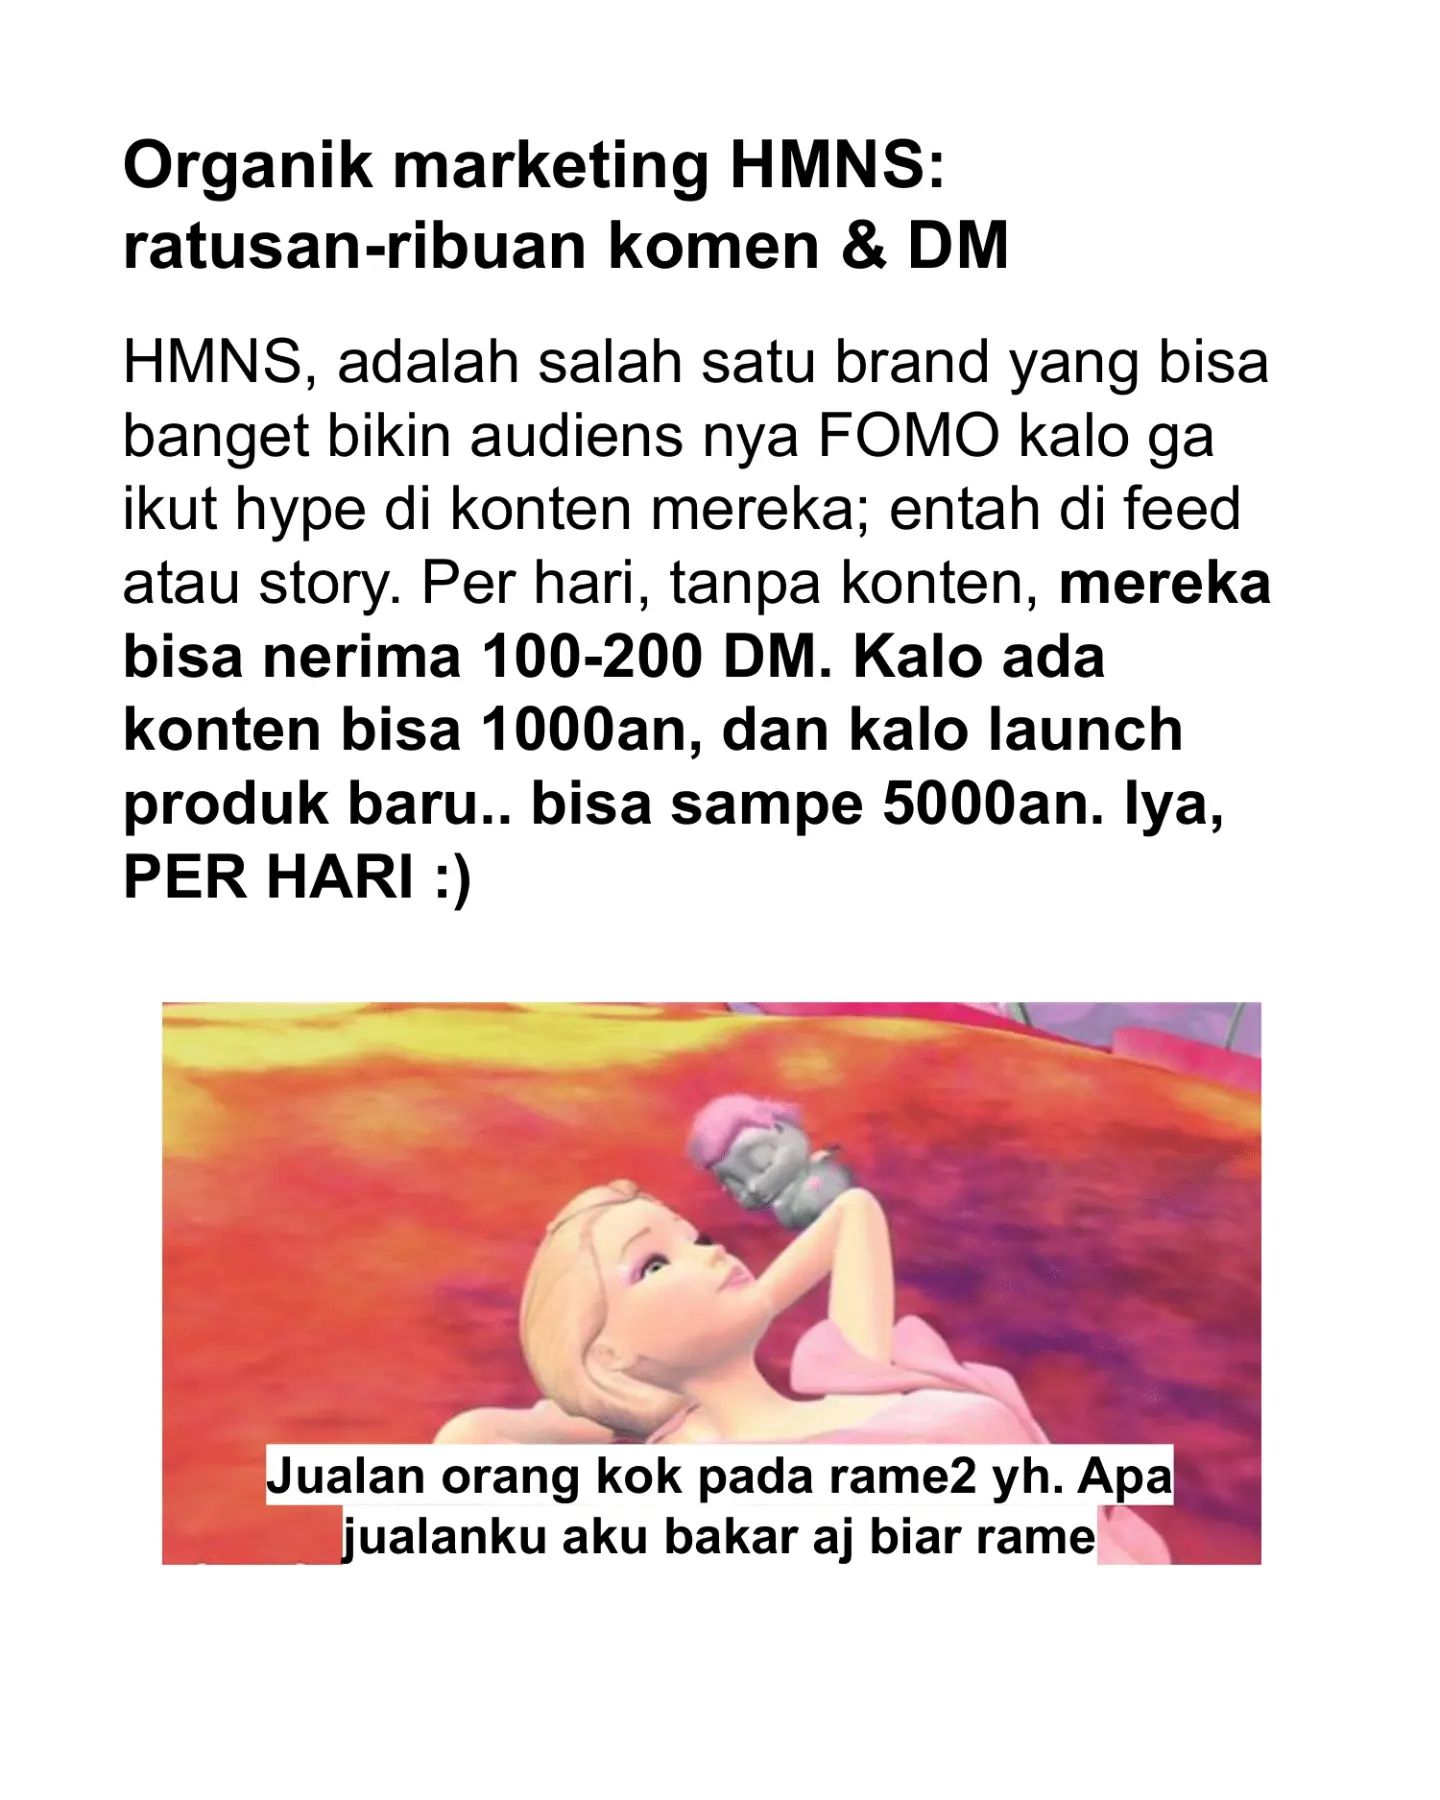 Organik marketing HMNS:
ratusan-ribuan komen & DM
HMNS, adalah salah satu brand yang bisa
banget bikin audiens nya FOMO kalo ga
ikut hype di konten mereka; entah di feed
atau story. Per hari, tanpa konten, mereka
bisa nerima 100-200 DM. Kalo ada
konten bisa 1000an, dan kalo launch
produk baru.. bisa sampe 5000an. Iya,
PER HARI :)
Jualan orang kok pada rame2 yh. Apa
jualanku aku bakar aj biar rame